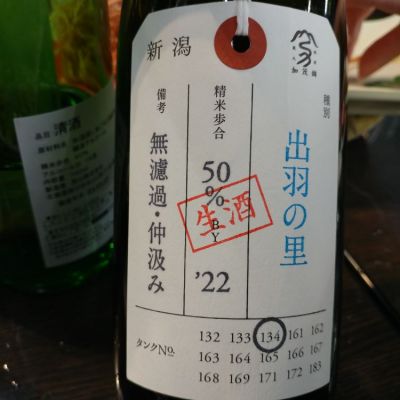 新潟
加茂錦
種別
出羽の里
精米歩合
50%
BY
'22
生酒
備考
無濾過・仲汲み
タンクNo.
132 133 134 161 162
163 164 165 166 167
168 169 171 172 183
品目 清酒